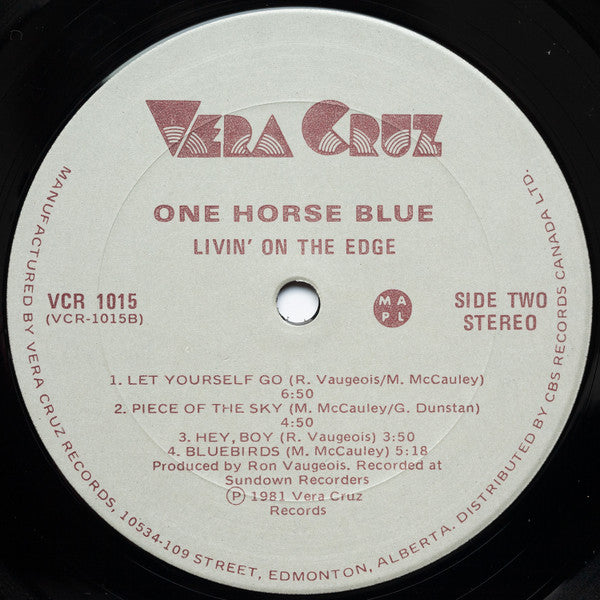 VERA CRUZ
ONE HORSE BLUE
LIVIN' ON THE EDGE
VCR 1015
(VCR-1015B)
MAPL
SIDE TWO
STEREO
1. LET YOURSELF GO (R. Vaugeois/M. McCauley)
6:50
2. PIECE OF THE SKY (M. McCauley/G. Dunstan)
4:50
3. HEY, BOY (R. Vaugeois) 3:50
4. BLUEBIRDS (M. McCauley) 5:18
Produced by Ron Vaugeois. Recorded at
Sundown Recorders
Ⓟ 1981 Vera Cruz
Records
MANUFACTURED BY VERA CRUZ RECORDS, 10534-109 STREET, EDMONTON, ALBERTA. DISTRIBUTED BY CBS RECORDS CANADA LTD.